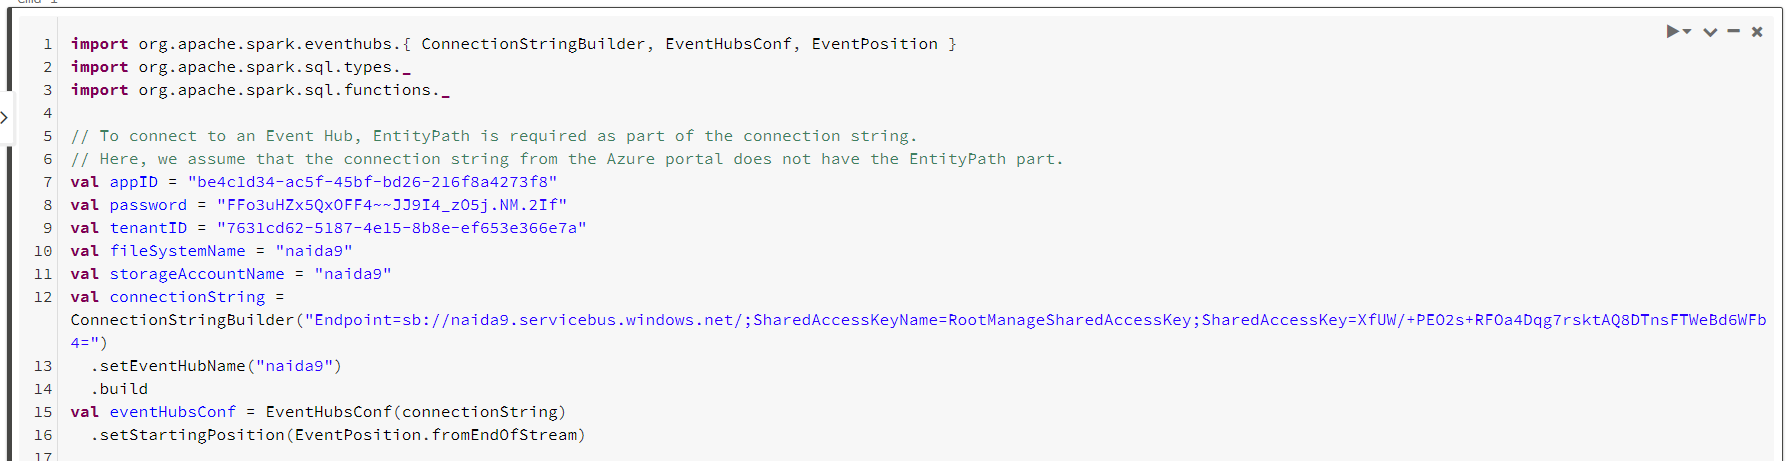 Cmd 1
1 import org.apache.spark.eventhubs.{ ConnectionStringBuilder, EventHubsConf, EventPosition }
2 import org.apache.spark.sql.types._
3 import org.apache.spark.sql.functions._
4
5 // To connect to an Event Hub, EntityPath is required as part of the connection string.
6 // Here, we assume that the connection string from the Azure portal does not have the EntityPath part.
7 val appID = "be4c1d34-ac5f-45bf-bd26-216f8a4273f8"
8 val password = "FFo3uHZx5QxOFF4~~JJ9I4_zO5j.NM.2If"
9 val tenantID = "7631cd62-5187-4e15-8b8e-ef653e366e7a"
10 val fileSystemName = "naida9"
11 val storageAccountName = "naida9"
12 val connectionString =
ConnectionStringBuilder("Endpoint=sb://naida9.servicebus.windows.net/;SharedAccessKeyName=RootManageSharedAccessKey;SharedAccessKey=XfUW/+PEO2s+RFOa4Dqg7rsktAQ8DTnsFTWeBd6WFb
4=")
13 .setEventHubName("naida9")
14 .build
15 val eventHubsConf = EventHubsConf(connectionString)
16 .setStartingPosition(EventPosition.fromEndOfStream)
17